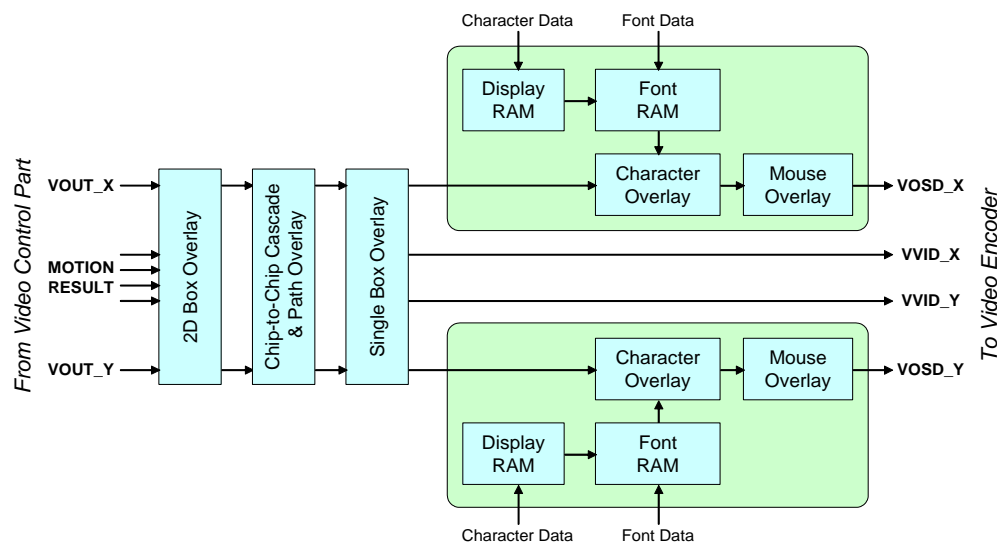 Character Data
Font Data
Display
RAM
Font
RAM
Character
Overlay
Mouse
Overlay
From Video Control Part
VOUT_X
MOTION
RESULT
VOUT_Y
2D Box Overlay
Chip-to-Chip Cascade
& Path Overlay
Single Box Overlay
VOSD_X
VVID_X
VVID_Y
VOSD_Y
To Video Encoder
Character
Overlay
Mouse
Overlay
Display
RAM
Font
RAM
Character Data
Font Data